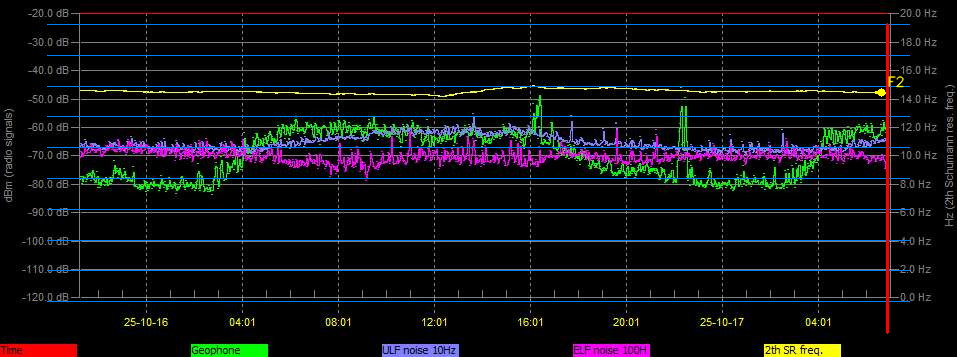 -20.0 dB 20.0 Hz
-30.0 dB 18.0 Hz
-40.0 dB 16.0 Hz
F2
-50.0 dB 14.0 Hz
-60.0 dB 12.0 Hz
-70.0 dB 10.0 Hz
-80.0 dB 8.0 Hz
-90.0 dB 6.0 Hz
-100.0 dB 4.0 Hz
-110.0 dB 2.0 Hz
-120.0 dB 0.0 Hz
dBm (radio signals)
Hz (2th Schumann res. freq.)
25-10-16 04:01 08:01 12:01 16:01 20:01 25-10-17 04:01
Time Geophone ULF noise 10Hz ELF noise 100H 2th SR freq.